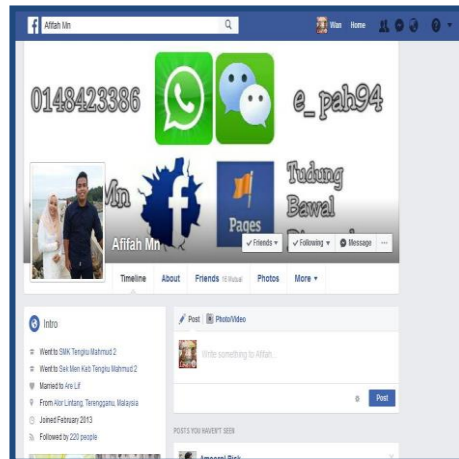 Afifah Mn
Wan Home
0148423386
e_pah94
Mn
Pages
Tudung
Bawal
Afifah Mn
Friends Following Message
Timeline About Friends 16 Mutual Photos More
Intro
Went to SMK Tengku Mahmud 2
Went to Sek Men Keb Tengku Mahmud 2
Married to Are Lif
From Alor Lintang, Terengganu, Malaysia
Joined February 2013
Followed by 220 people
Post Photo/Video
Write something to Afifah...
Post
POSTS YOU HAVEN'T SEEN